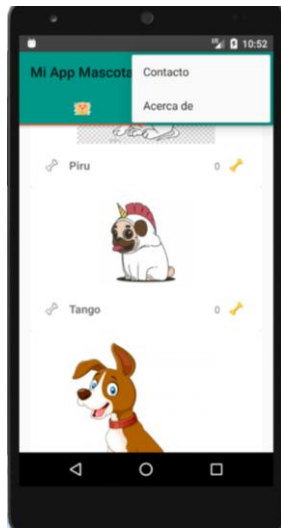 10:52
Mi App Mascota
Contacto
Acerca de
Piru 0
Tango 0